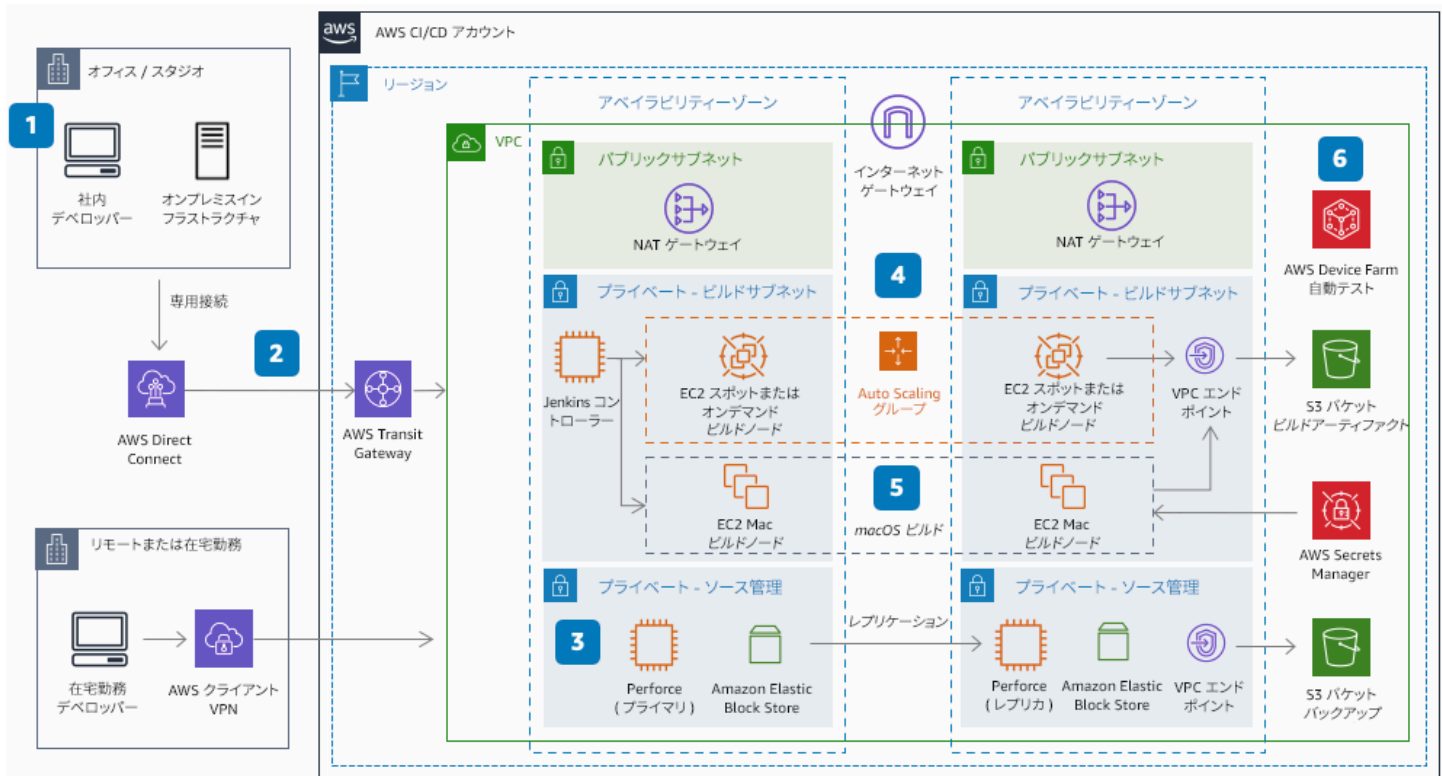 aws
AWS CI/CD アカウント
オフィス / スタジオ
1
社内
デベロッパー
オンプレミスイン
フラストラクチャ
専用接続
2
AWS Direct
Connect
AWS Transit
Gateway
リモートまたは在宅勤務
在宅勤務
デベロッパー
AWS クライアント
VPN
リージョン
VPC
アベイラビリティーゾーン
パブリックサブネット
NAT ゲートウェイ
プライベート - ビルドサブネット
Jenkins コン
トローラー
EC2 スポットまたは
オンデマンド
ビルドノード
EC2 Mac
ビルドノード
プライベート - ソース管理
3
Perforce
( プライマリ )
Amazon Elastic
Block Store
インターネット
ゲートウェイ
4
Auto Scaling
グループ
5
macOS ビルド
レプリケーション
アベイラビリティーゾーン
パブリックサブネット
NAT ゲートウェイ
プライベート - ビルドサブネット
EC2 スポットまたは
オンデマンド
ビルドノード
VPC エンド
ポイント
EC2 Mac
ビルドノード
プライベート - ソース管理
Perforce
( レプリカ )
Amazon Elastic
Block Store
VPC エンド
ポイント
6
AWS Device Farm
自動テスト
S3 バケット
ビルドアーティファクト
AWS Secrets
Manager
S3 バケット
バックアップ